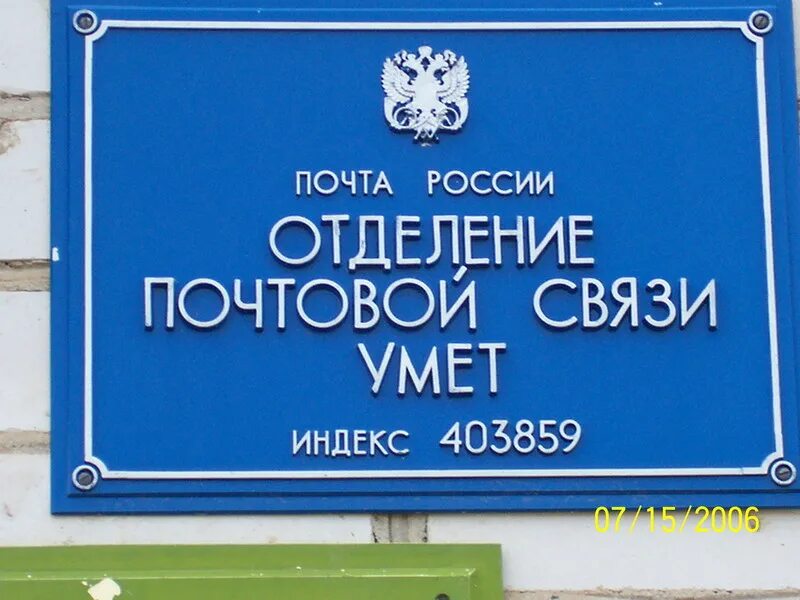 ПОЧТА РОССИИ
ОТДЕЛЕНИЕ
ПОЧТОВОЙ СВЯЗИ
УМЕТ
ИНДЕКС 403859
07/15/2006